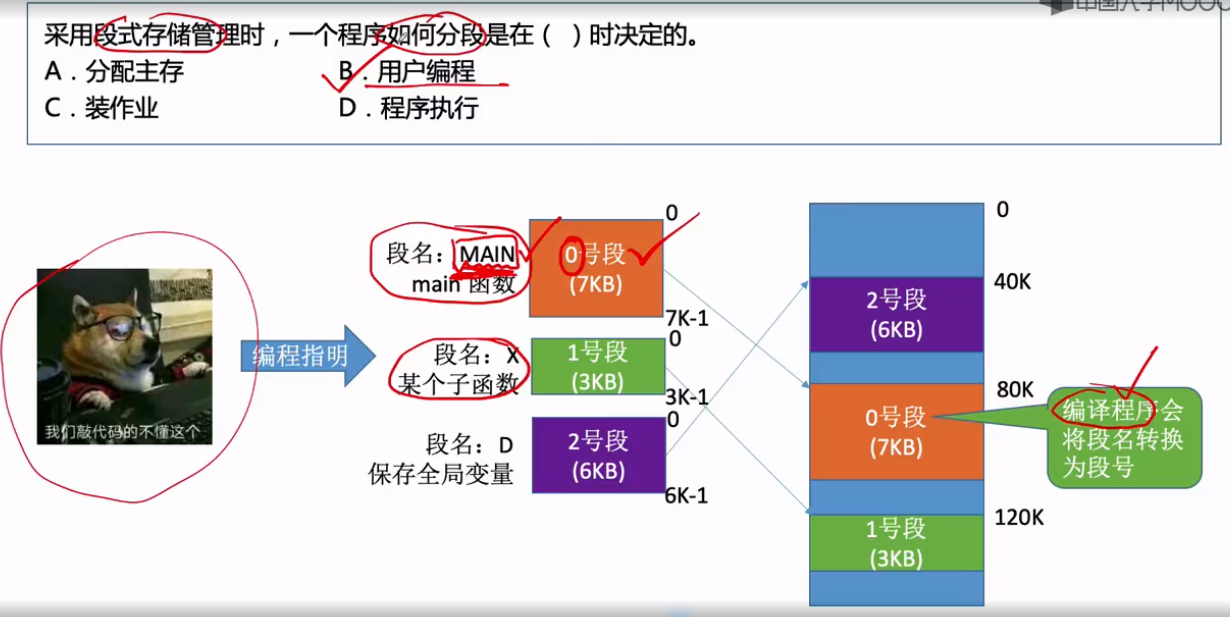 中国大学MOOC
采用段式存储管理时，一个程序如何分段是在（ ）时决定的。
A．分配主存
B．用户编程
C．装作业
D．程序执行
我们敲代码的不懂这个
编程指明
段名：MAIN
main 函数
0号段
(7KB)
0
7K-1
段名：X
某个子函数
1号段
(3KB)
0
3K-1
段名：D
保存全局变量
2号段
(6KB)
0
6K-1
0
2号段
(6KB)
40K
0号段
(7KB)
80K
1号段
(3KB)
120K
编译程序会
将段名转换
为段号